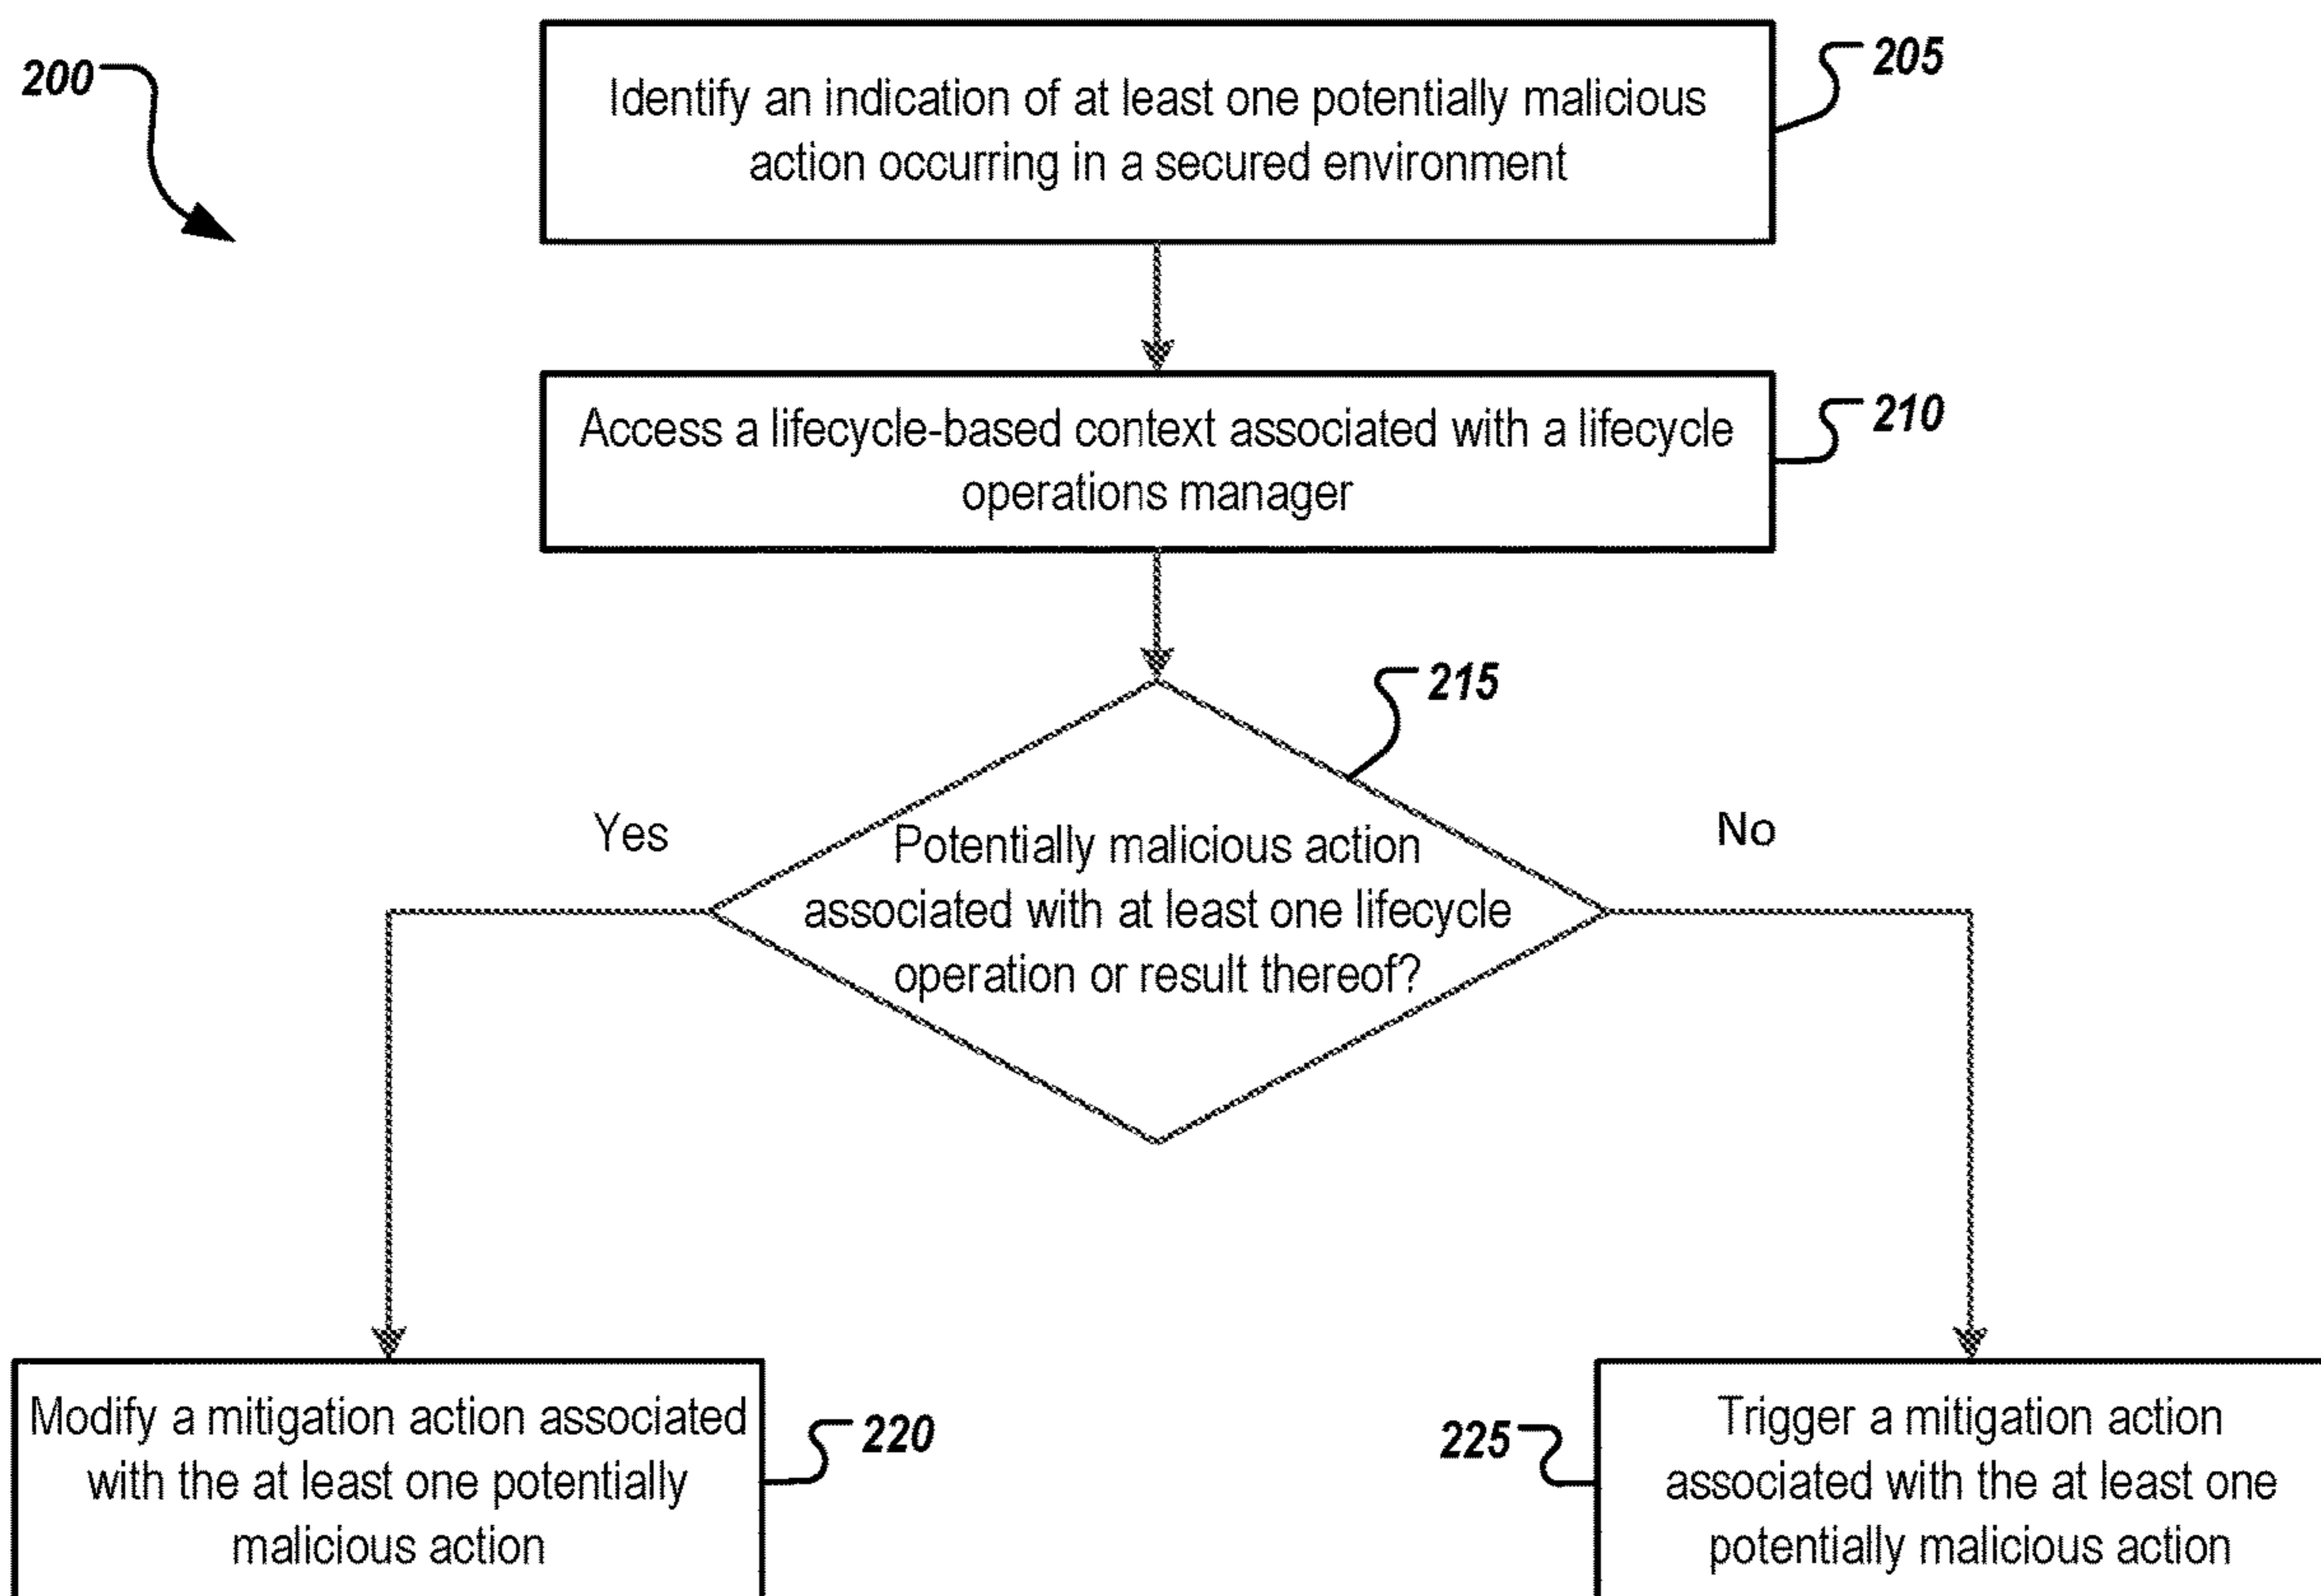 200
205
Identify an indication of at least one potentially malicious
action occurring in a secured environment
210
Access a lifecycle-based context associated with a lifecycle
operations manager
215
Yes
No
Potentially malicious action
associated with at least one lifecycle
operation or result thereof?
Modify a mitigation action associated
with the at least one potentially
malicious action
220
225
Trigger a mitigation action
associated with the at least one
potentially malicious action